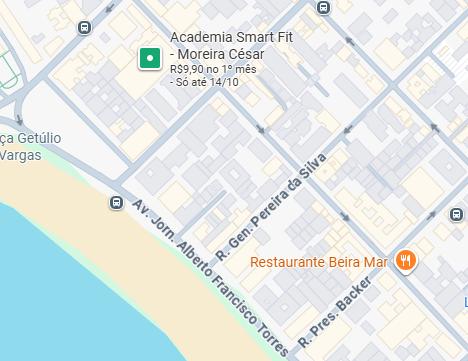 Academia Smart Fit
- Moreira César
R$9,90 no 1º mês
- Só até 14/10
ça Getúlio
Vargas
R. Gen. Pereira da Silva
Av. Jorn. Alberto Francisco Torres
Restaurante Beira Mar
R. Pres. Backer
L